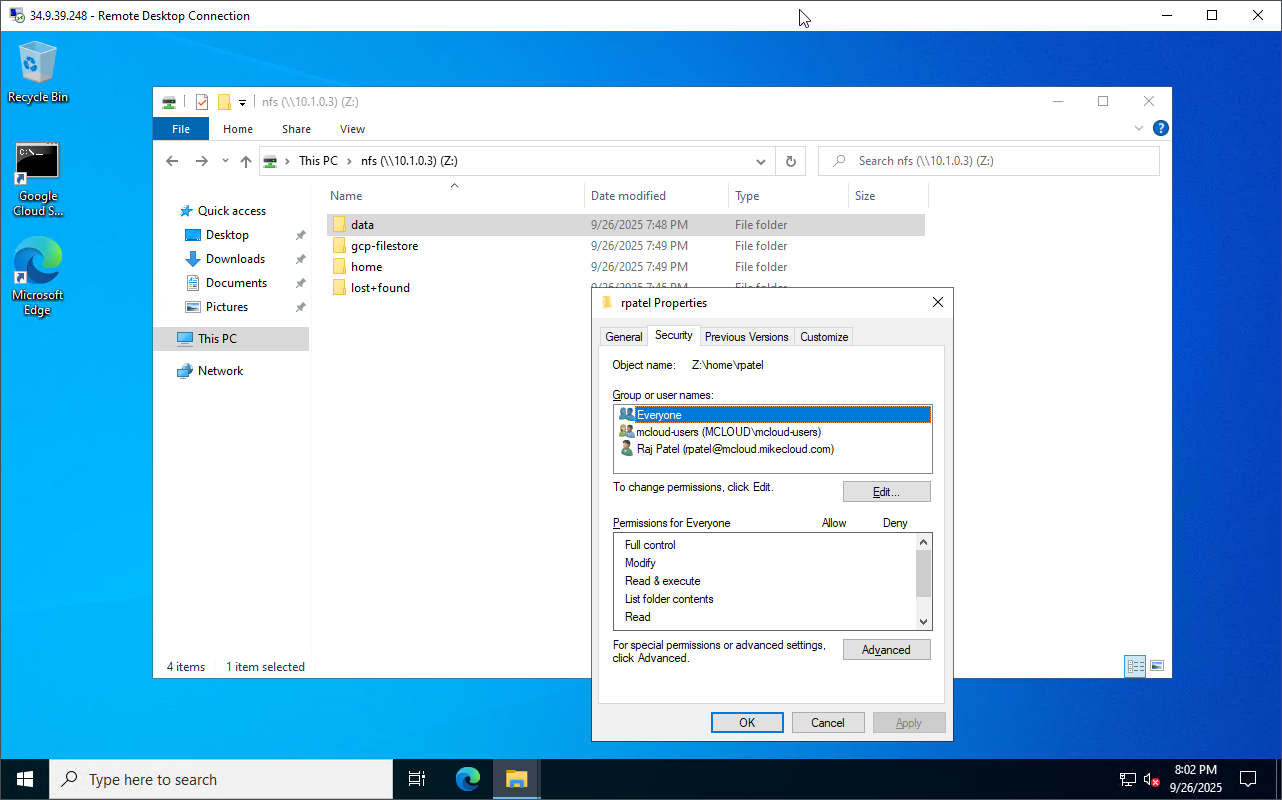 34.9.39.248 - Remote Desktop Connection
Recycle Bin
nfs (\\10.1.0.3) (Z:)
File Home Share View
This PC > nfs (\\10.1.0.3) (Z:)
Search nfs (\\10.1.0.3) (Z:)
Google
Cloud S...
Microsoft
Edge
Quick access
Desktop
Downloads
Documents
Pictures
This PC
Network
Name Date modified Type Size
data 9/26/2025 7:48 PM File folder
gcp-filestore 9/26/2025 7:49 PM File folder
home 9/26/2025 7:49 PM File folder
lost+found 9/26/2025 7:45 PM File folder
rpatel Properties
General Security Previous Versions Customize
Object name: Z:\home\rpatel
Group or user names:
Everyone
mcloud-users (MCLOUD\mcloud-users)
Raj Patel (rpatel@mcloud.mikecloud.com)
To change permissions, click Edit.
Edit...
Permissions for Everyone Allow Deny
Full control
Modify
Read & execute
List folder contents
Read
For special permissions or advanced settings,
click Advanced.
Advanced
OK Cancel Apply
4 items 1 item selected
Type here to search
8:02 PM
9/26/2025